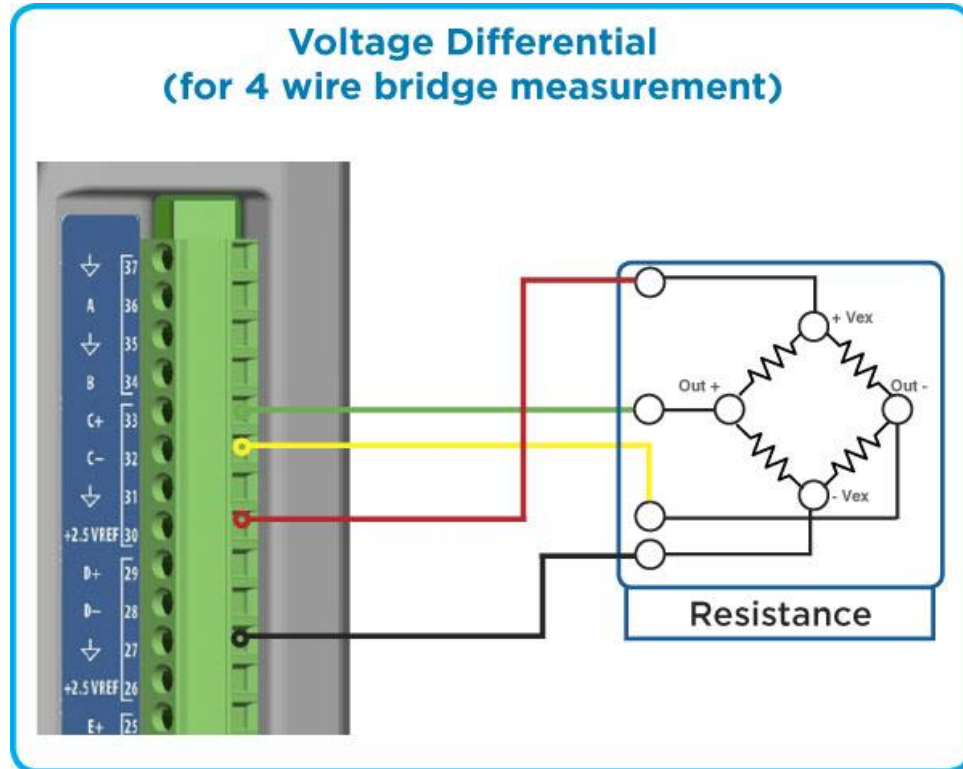 Voltage Differential
(for 4 wire bridge measurement)
37
A 36
35
B 34
C+ 33
C- 32
31
+2.5 VREF 30
D+ 29
D- 28
27
+2.5 VREF 26
E+ 25
+ Vex
Out +
Out -
- Vex
Resistance